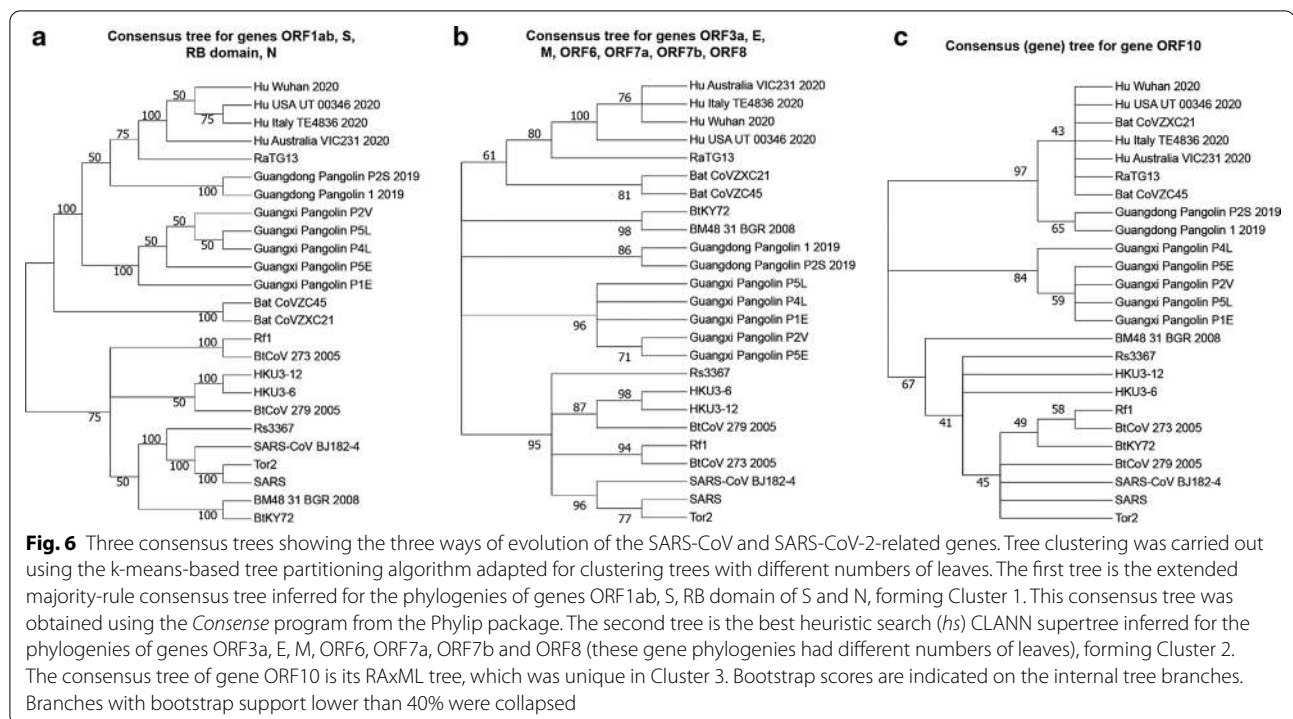 a
Consensus tree for genes ORF1ab, S,
RB domain, N
50
Hu Wuhan 2020
Hu USA UT 00346 2020
100
75
Hu Italy TE4836 2020
75
Hu Australia VIC231 2020
50
RaTG13
Guangdong Pangolin P2S 2019
100
Guangdong Pangolin 1 2019
100
50
Guangxi Pangolin P2V
Guangxi Pangolin P5L
50
50
Guangxi Pangolin P4L
100
Guangxi Pangolin P5E
Guangxi Pangolin P1E
Bat CoVZC45
100
Bat CoVZXC21
100
Rf1
BtCoV 273 2005
100
HKU3-12
HKU3-6
75
50
BtCoV 279 2005
100
Rs3367
SARS-CoV BJ182-4
100
Tor2
100
SARS
50
BM48 31 BGR 2008
100
BtKY72
b
Consensus tree for genes ORF3a, E,
M, ORF6, ORF7a, ORF7b, ORF8
Hu Australia VIC231 2020
76
Hu Italy TE4836 2020
100
Hu Wuhan 2020
80
Hu USA UT 00346 2020
61
RaTG13
Bat CoVZXC21
81
Bat CoVZC45
BtKY72
98
BM48 31 BGR 2008
86
Guangdong Pangolin 1 2019
Guangdong Pangolin P2S 2019
Guangxi Pangolin P5L
Guangxi Pangolin P4L
96
Guangxi Pangolin P1E
Guangxi Pangolin P2V
71
Guangxi Pangolin P5E
Rs3367
98
HKU3-6
87
HKU3-12
BtCoV 279 2005
95
94
Rf1
BtCoV 273 2005
SARS-CoV BJ182-4
96
SARS
77
Tor2
c
Consensus (gene) tree for gene ORF10
Hu Wuhan 2020
Hu USA UT 00346 2020
43
Bat CoVZXC21
Hu Italy TE4836 2020
Hu Australia VIC231 2020
97
RaTG13
Bat CoVZC45
Guangdong Pangolin P2S 2019
65
Guangdong Pangolin 1 2019
Guangxi Pangolin P4L
84
Guangxi Pangolin P5E
Guangxi Pangolin P2V
59
Guangxi Pangolin P5L
Guangxi Pangolin P1E
BM48 31 BGR 2008
67
Rs3367
HKU3-12
41
HKU3-6
58
Rf1
49
BtCoV 273 2005
BtKY72
BtCoV 279 2005
45
SARS-CoV BJ182-4
SARS
Tor2
Fig. 6 Three consensus trees showing the three ways of evolution of the SARS-CoV and SARS-CoV-2-related genes. Tree clustering was carried out
using the k-means-based tree partitioning algorithm adapted for clustering trees with different numbers of leaves. The first tree is the extended
majority-rule consensus tree inferred for the phylogenies of genes ORF1ab, S, RB domain of S and N, forming Cluster 1. This consensus tree was
obtained using the Consense program from the Phylip package. The second tree is the best heuristic search (hs) CLANN supertree inferred for the
phylogenies of genes ORF3a, E, M, ORF6, ORF7a, ORF7b and ORF8 (these gene phylogenies had different numbers of leaves), forming Cluster 2.
The consensus tree of gene ORF10 is its RAxML tree, which was unique in Cluster 3. Bootstrap scores are indicated on the internal tree branches.
Branches with bootstrap support lower than 40% were collapsed